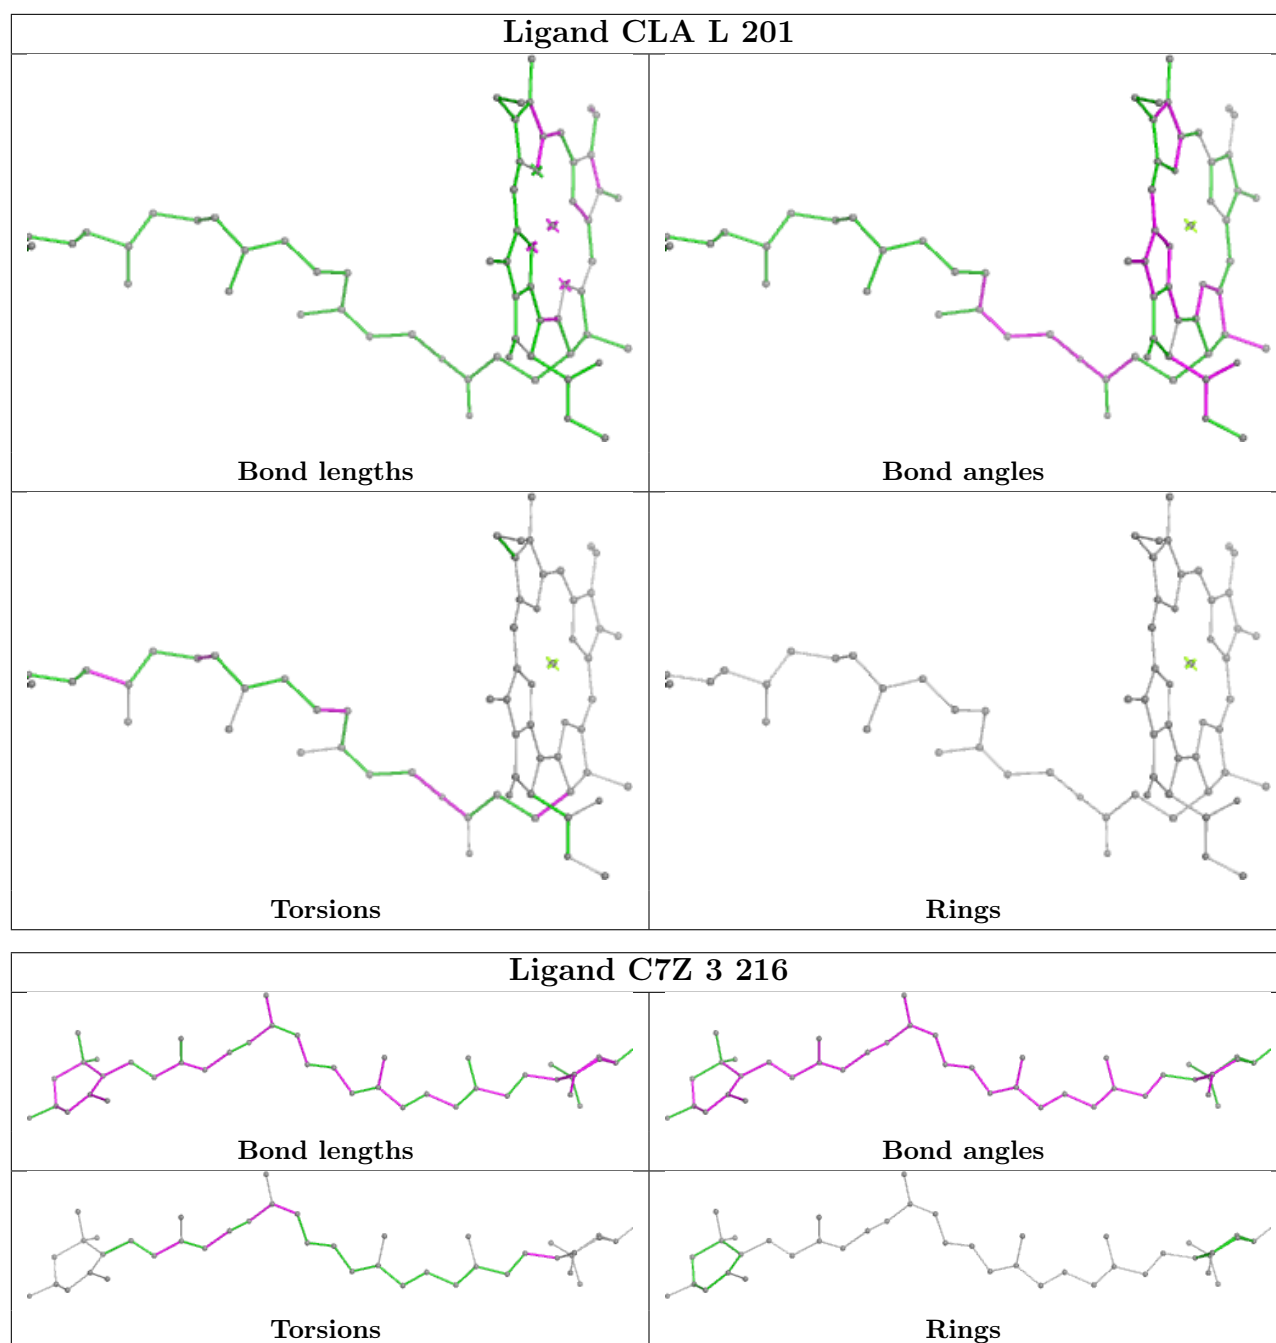 Ligand CLA L 201
Bond lengths
Bond angles
Torsions
Rings
Ligand C7Z 3 216
Bond lengths
Bond angles
Torsions
Rings